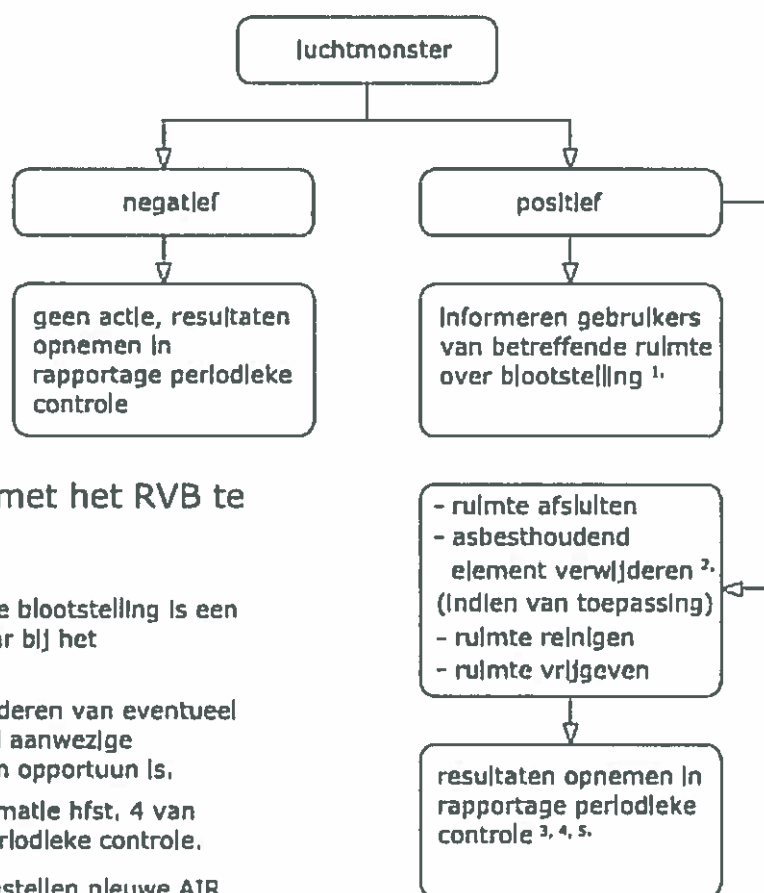 luchtmonster
negatief
positief
geen actie, resultaten
opnemen in
rapportage periodieke
controle
Informeren gebruikers
van betreffende ruimte
over blootstelling 1.
met het RVB te
- ruimte afsluiten
- asbesthoudend
element verwijderen 2.
(indien van toepassing)
- ruimte reinigen
- ruimte vrijgeven
e blootstelling is een
r bij het
deren van eventueel
aanwezige
n opportuun is.
matie hfst. 4 van
riodieke controle.
estellen nieuwe AIR
resultaten opnemen in
rapportage periodieke
controle 3, 4, 5.